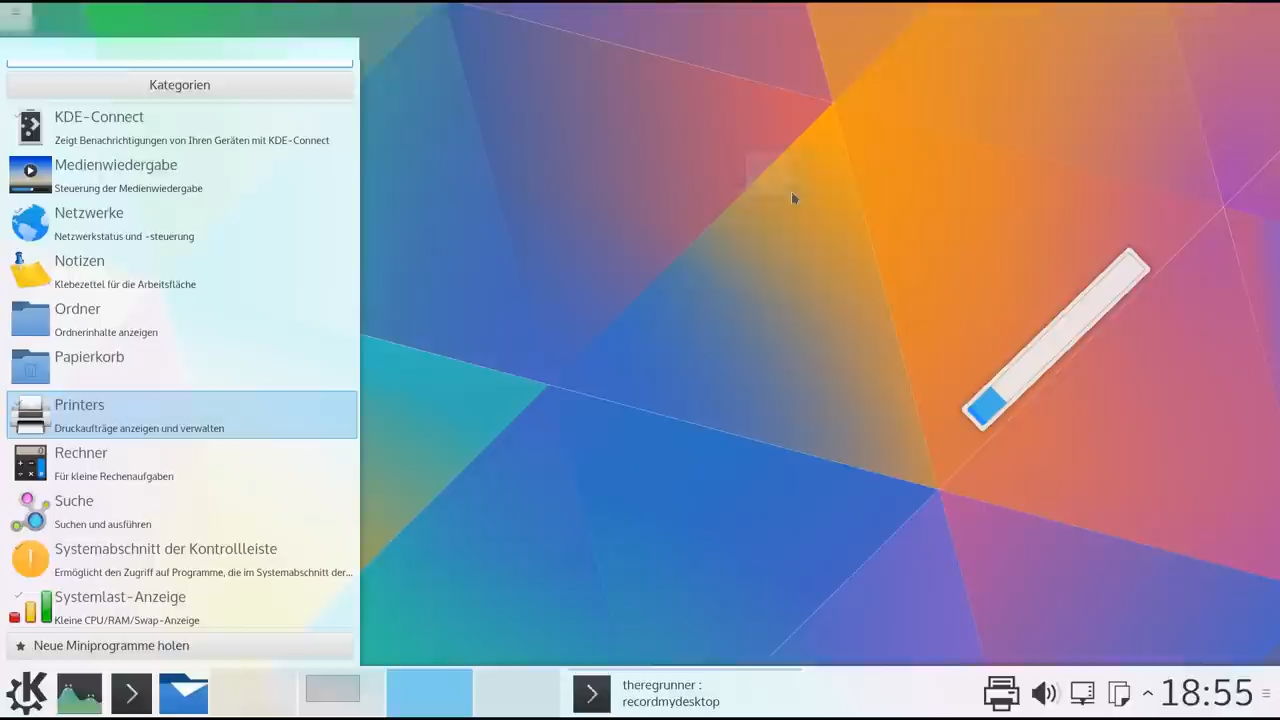 Kategorien
KDE-Connect
Zeigt Benachrichtigungen von Ihren Geräten mit KDE-Connect
Medienwiedergabe
Steuerung der Medienwiedergabe
Netzwerke
Netzwerkstatus und -steuerung
Notizen
Klebezettel für die Arbeitsfläche
Ordner
Ordnerinhalte anzeigen
Papierkorb
Printers
Druckaufträge anzeigen und verwalten
Rechner
Für kleine Rechenaufgaben
Suche
Suchen und ausführen
Systemabschnitt der Kontrollleiste
Ermöglicht den Zugriff auf Programme, die im Systemabschnitt der...
Systemlast-Anzeige
Kleine CPU/RAM/Swap-Anzeige
Neue Miniprogramme holen
theregrunner :
recordmydesktop
18:55